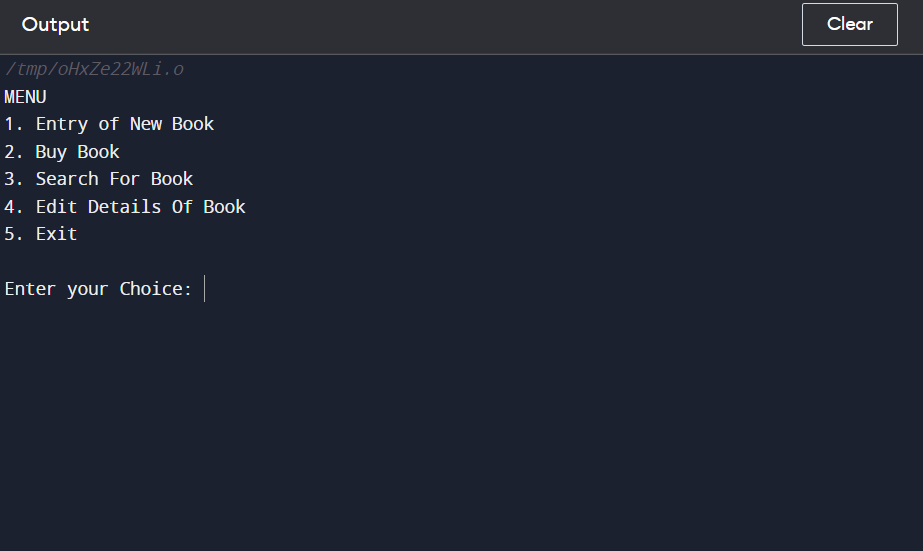 Output
Clear
/tmp/oHxZe22WLi.o
MENU
1. Entry of New Book
2. Buy Book
3. Search For Book
4. Edit Details Of Book
5. Exit
Enter your Choice: